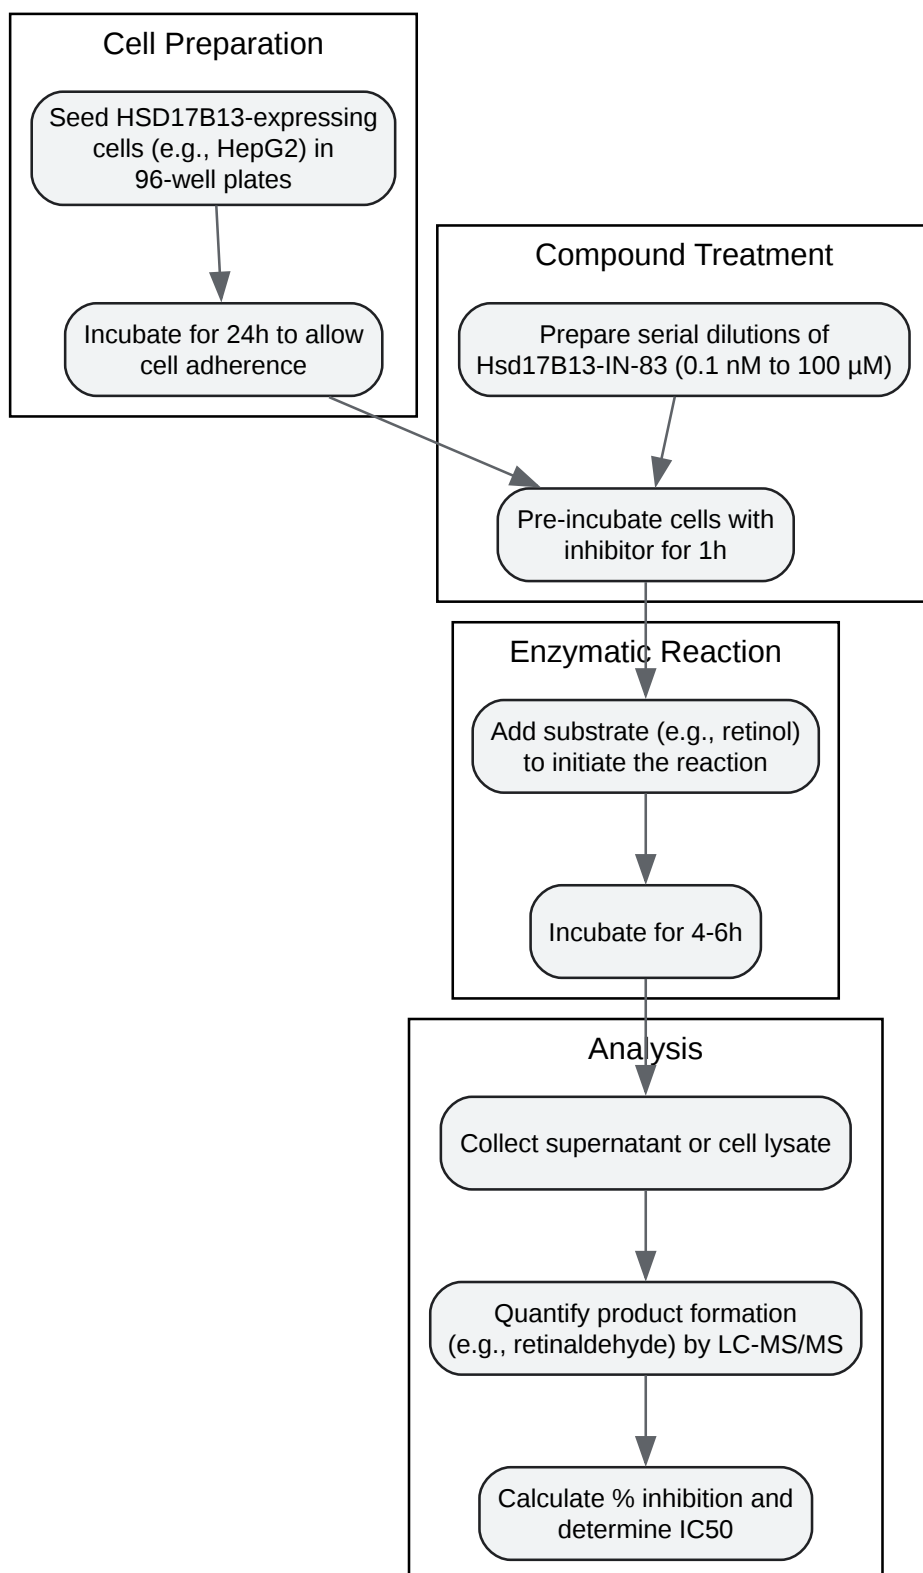 Cell Preparation
Seed HSD17B13-expressing
cells (e.g., HepG2) in
96-well plates
Incubate for 24h to allow
cell adherence
Compound Treatment
Prepare serial dilutions of
Hsd17B13-IN-83 (0.1 nM to 100 µM)
Pre-incubate cells with
inhibitor for 1h
Enzymatic Reaction
Add substrate (e.g., retinol)
to initiate the reaction
Incubate for 4-6h
Analysis
Collect supernatant or cell lysate
Quantify product formation
(e.g., retinaldehyde) by LC-MS/MS
Calculate % inhibition and
determine IC50